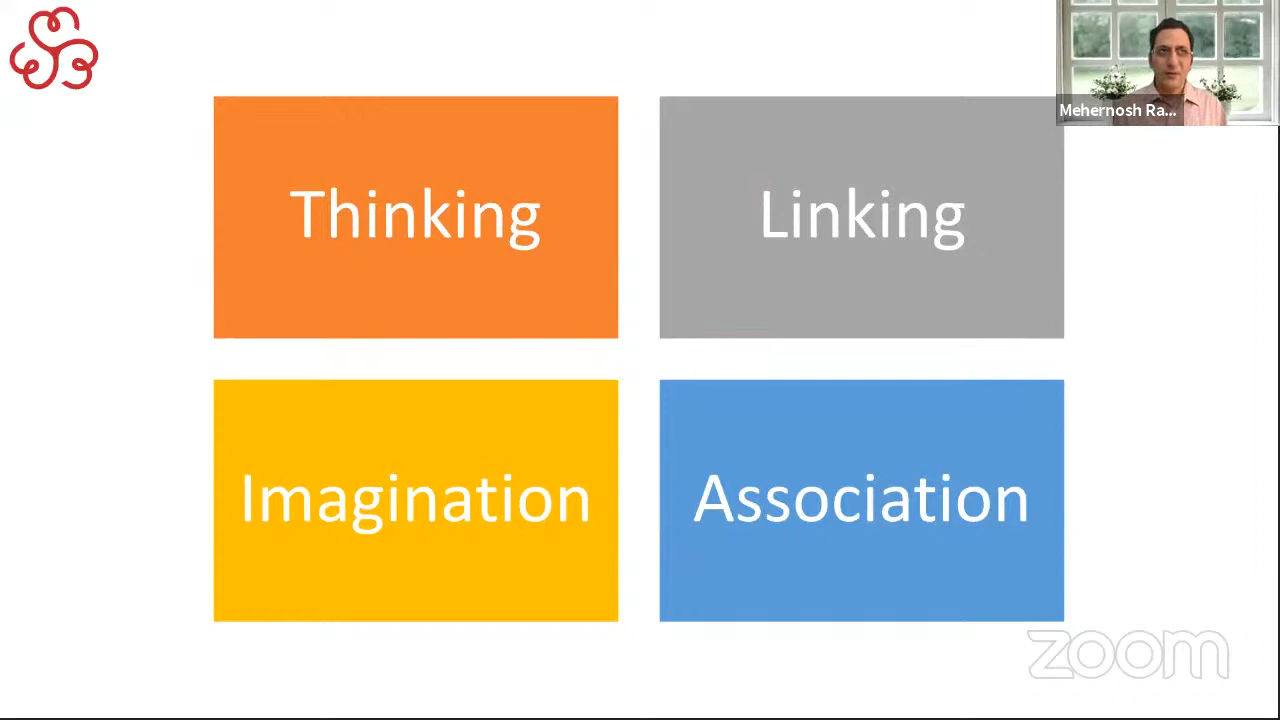 Mehernosh Ra...
Thinking
Linking
Imagination
Association
zoom